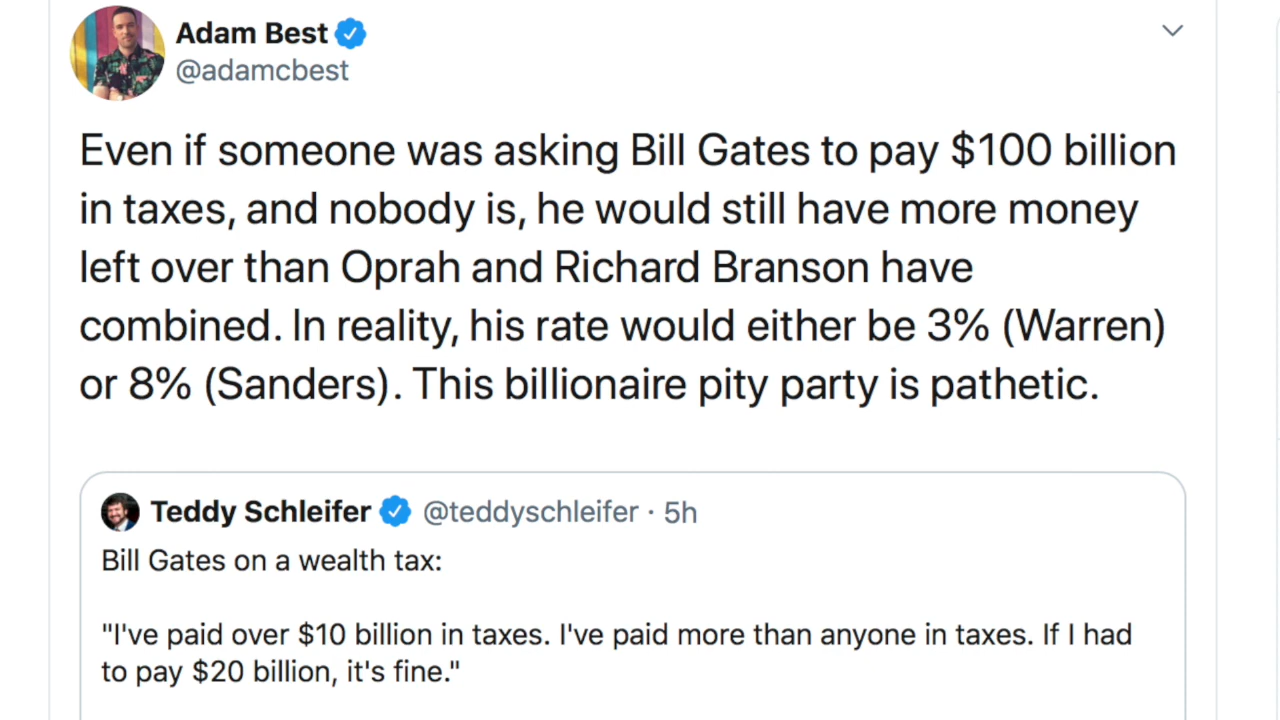 Adam Best
@adamcbest
Even if someone was asking Bill Gates to pay $100 billion
in taxes, and nobody is, he would still have more money
left over than Oprah and Richard Branson have
combined. In reality, his rate would either be 3% (Warren)
or 8% (Sanders). This billionaire pity party is pathetic.
Teddy Schleifer @teddyschleifer · 5h
Bill Gates on a wealth tax:
"I've paid over $10 billion in taxes. I've paid more than anyone in taxes. If I had
to pay $20 billion, it's fine."